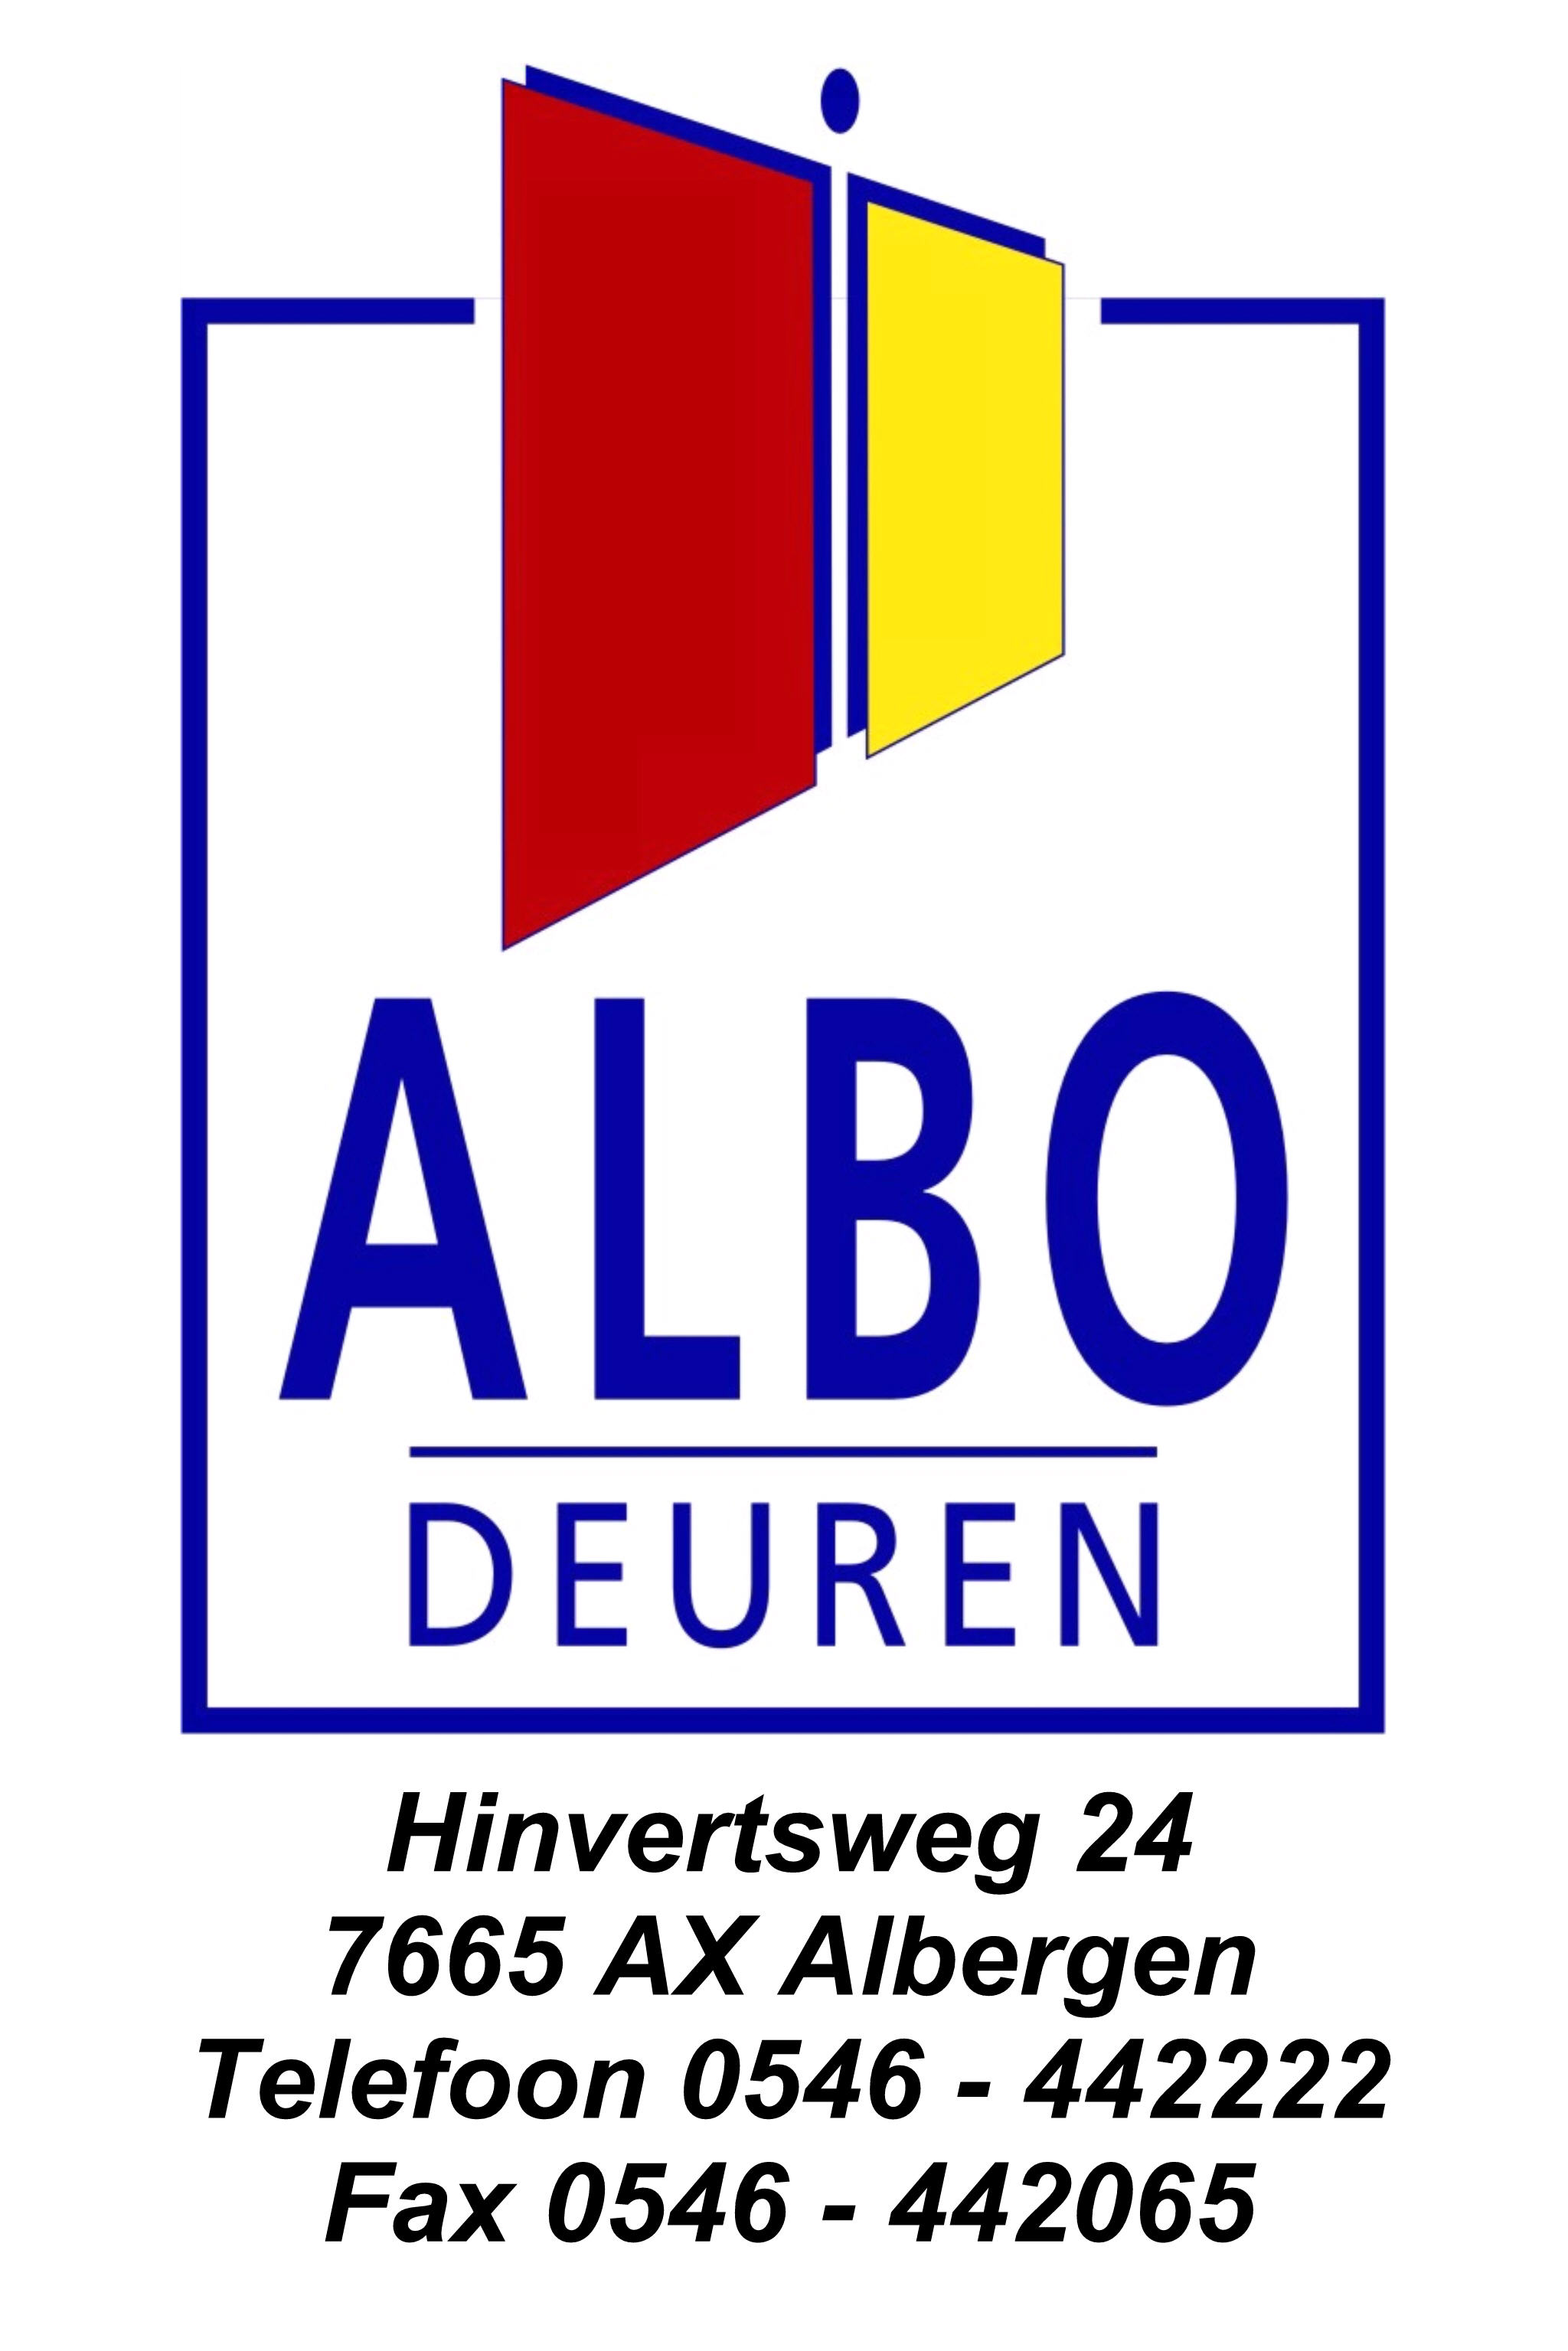 ALBO
DEUREN
Hinvertsweg 24
7665 AX Albergen
Telefoon 0546 - 442222
Fax 0546 - 442065